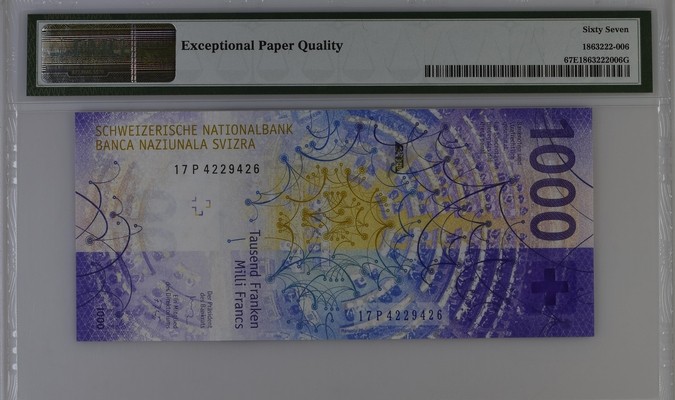 Exceptional Paper Quality
Sixty Seven
1863222-006
67E1863222006G
SCHWEIZERISCHE NATIONALBANK
BANCA NAZIUNALA SVIZRA
17P4229426
1000
Tausend Franken
Milli Francs
17P4229426
1000